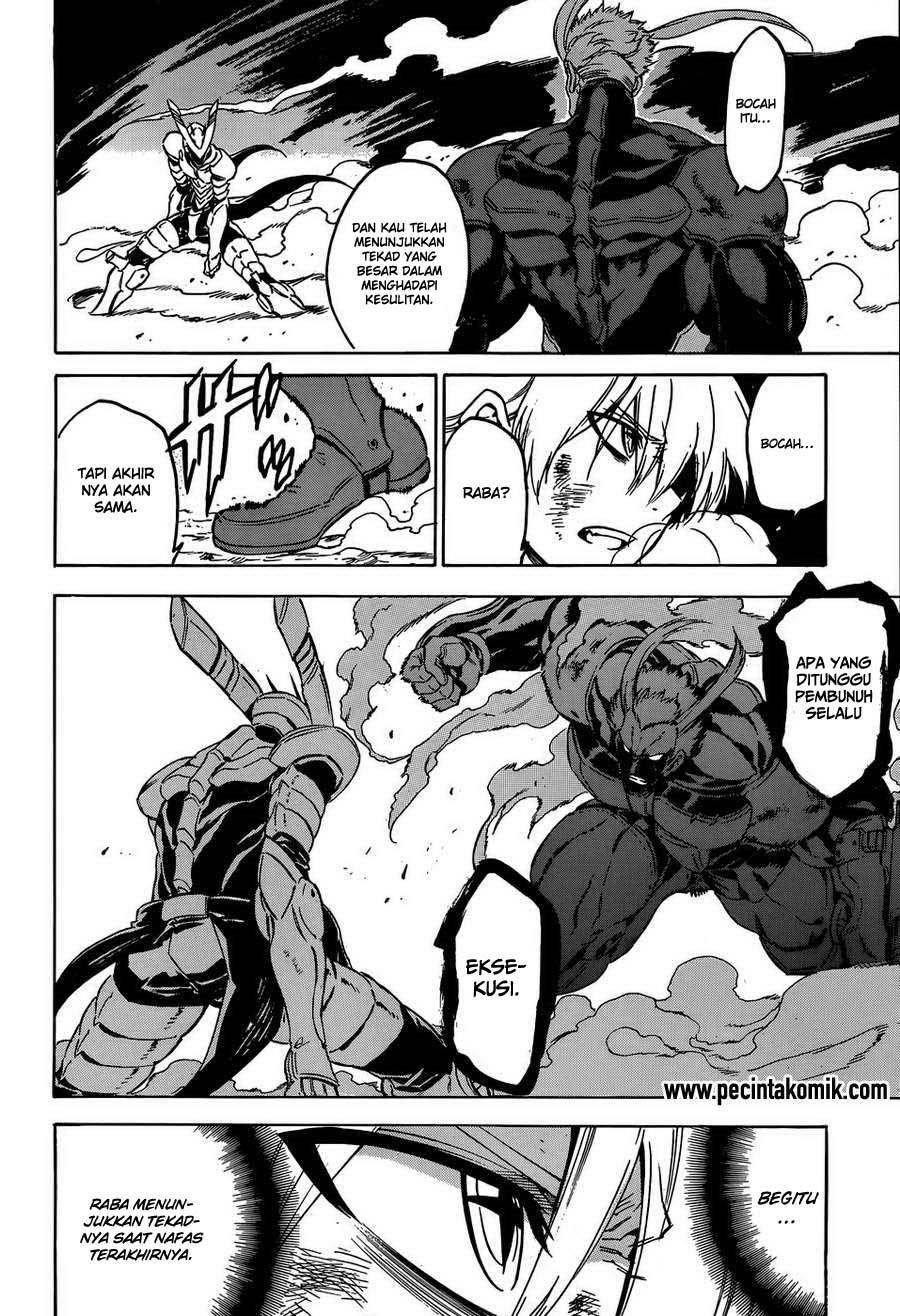 BOCAH
ITU...
DAN KAU TELAH
MENUNJUKKAN
TEKAD YANG
BESAR DALAM
MENGHADAPI
KESULITAN.
BOCAH...
RABA?
TAPI AKHIR
NYA AKAN
SAMA.
APA YANG
DITUNGGU
PEMBUNUH
SELALU
EKSE-
KUSI.
www.pecintakomik.com
BEGITU
...
RABA MENUN-
JUKKAN TEKAD-
NYA SAAT NAFAS
TERAKHIRNYA.